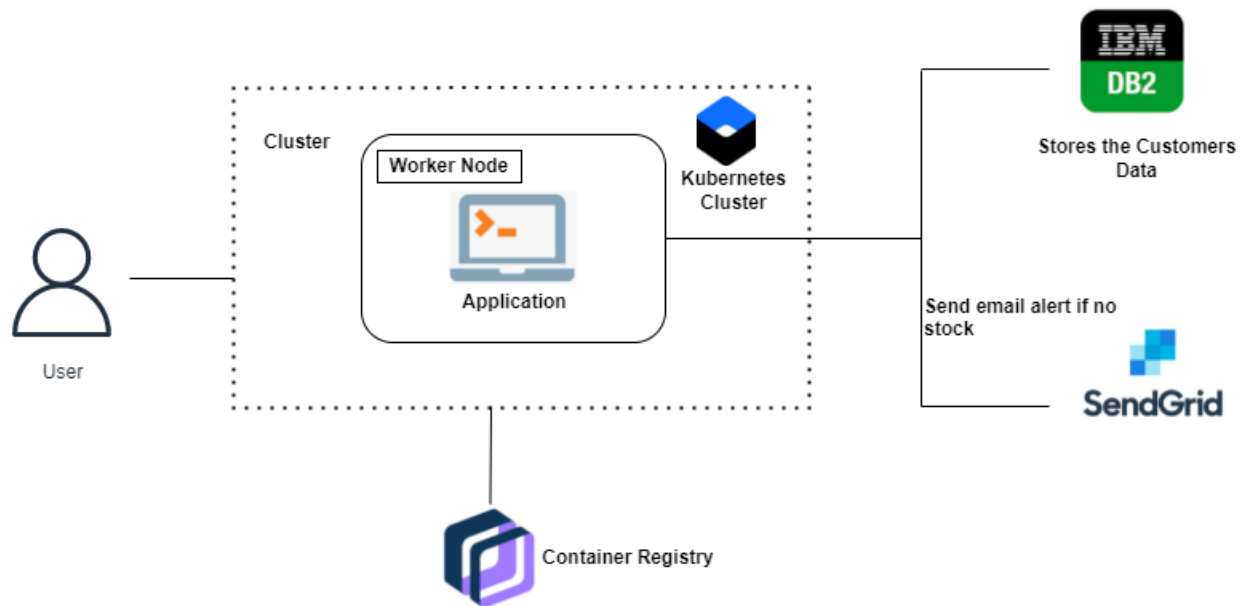 IBM
DB2
Stores the Customers
Data
Cluster
Worker Node
Kubernetes
Cluster
Application
User
Send email alert if no
stock
SendGrid
Container Registry